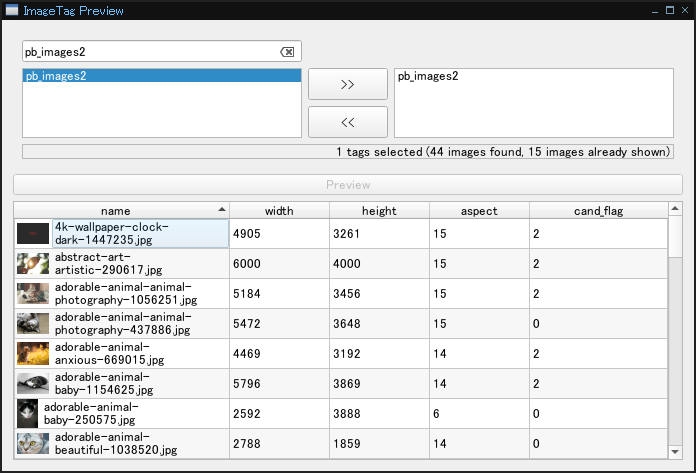 ImageTag Preview
pb_images2
pb_images2
>>
pb_images2
<<
1 tags selected (44 images found, 15 images already shown)
Preview
name width height aspect cand_flag
4k-wallpaper-clock-
dark-1447235.jpg 4905 3261 15 2
abstract-art-
artistic-290617.jpg 6000 4000 15 2
adorable-animal-animal-
photography-1056251.jpg 5184 3456 15 2
adorable-animal-animal-
photography-437886.jpg 5472 3648 15 0
adorable-animal-
anxious-669015.jpg 4469 3192 14 2
adorable-animal-
baby-1154625.jpg 5796 3869 14 2
adorable-animal-
baby-250575.jpg 2592 3888 6 0
adorable-animal-
beautiful-1038520.jpg 2788 1859 14 0